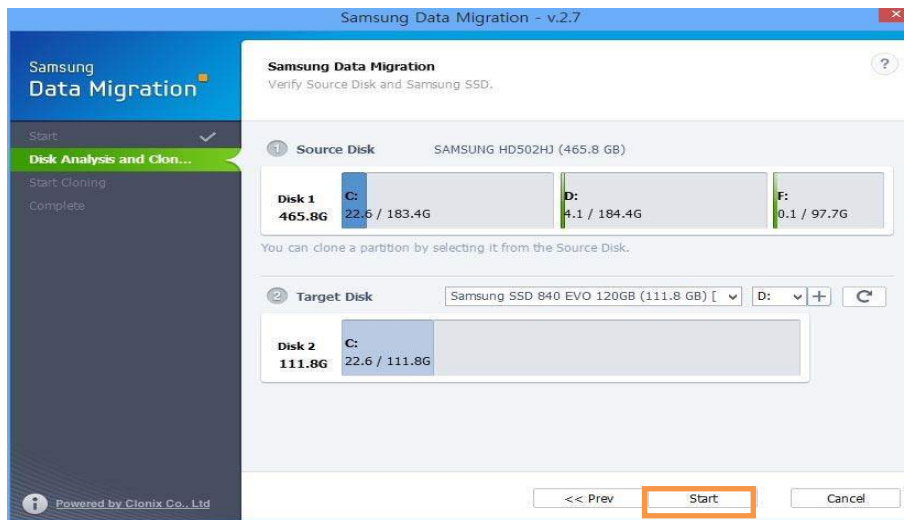 Samsung Data Migration - v.2.7
Samsung
Data Migration
Samsung Data Migration
Verify Source Disk and Samsung SSD.
?
Start
Disk Analysis and Clon...
Start Cloning
Complete
1 Source Disk SAMSUNG HD502HJ (465.8 GB)
Disk 1
465.8G
C:
22.6 / 183.4G
D:
4.1 / 184.4G
F:
0.1 / 97.7G
You can clone a partition by selecting it from the Source Disk.
2 Target Disk Samsung SSD 840 EVO 120GB (111.8 GB) [ D: +
Disk 2
111.8G
C:
22.6 / 111.8G
Powered by Clonix Co., Ltd
<< Prev Start Cancel